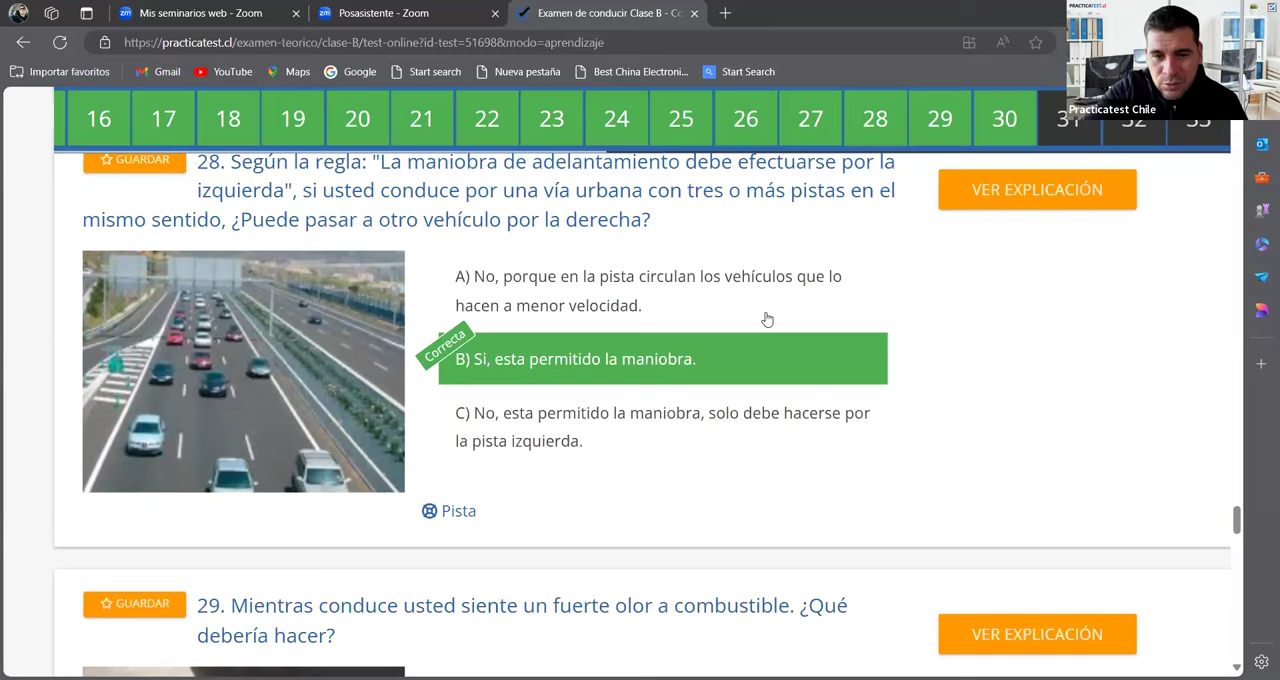 Mis seminarios web - Zoom
Posasistente - Zoom
Examen de conducir Clase B - Co
https://practicatest.cl/examen-teorico/clase-B/test-online?id-test=51698&modo=aprendizaje
Importar favoritos
Gmail
YouTube
Maps
Google
Start search
Nueva pestaña
Best China Electroni...
Start Search
PRACTICATEST.cl
Practicatest Chile
16 17 18 19 20 21 22 23 24 25 26 27 28 29 30 31 32 33
GUARDAR
28. Según la regla: "La maniobra de adelantamiento debe efectuarse por la
izquierda", si usted conduce por una vía urbana con tres o más pistas en el
mismo sentido, ¿Puede pasar a otro vehículo por la derecha?
VER EXPLICACIÓN
A) No, porque en la pista circulan los vehículos que lo
hacen a menor velocidad.
Correcta
B) Si, esta permitido la maniobra.
C) No, esta permitido la maniobra, solo debe hacerse por
la pista izquierda.
Pista
GUARDAR
29. Mientras conduce usted siente un fuerte olor a combustible. ¿Qué
debería hacer?
VER EXPLICACIÓN